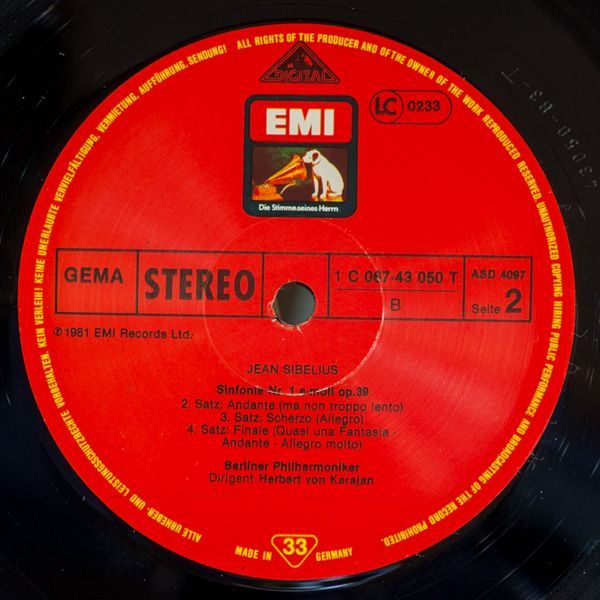 ALL RIGHTS OF THE PRODUCER AND OF THE OWNER OF THE WORK REPRODUCED RESERVED. UNAUTHORIZED COPYING HIRING PUBLIC PERFORMANCE AND BROADCASTING OF THE RECORD PROHIBITED.
ALLE URHEBER- UND LEISTUNGSSCHUTZRECHTE VORBEHALTEN. KEIN VERLEIH! KEINE UNERLAUBTE VERVIELFÄLTIGUNG, VERMIETUNG, AUFFÜHRUNG, SENDUNG!
DIGITAL
EMI
LC 0233
Die Stimme seines Herrn
GEMA
STEREO
1 C 067-43 050 T
B
ASD 4097
Seite 2
℗1981 EMI Records Ltd.
JEAN SIBELIUS
Sinfonie Nr. 1 e-moll op.39
2. Satz: Andante (ma non troppo lento)
3. Satz: Scherzo (Allegro)
4. Satz: Finale (Quasi una Fantasia -
Andante - Allegro molto)
Berliner Philharmoniker
Dirigent Herbert von Karajan
MADE IN 33 GERMANY